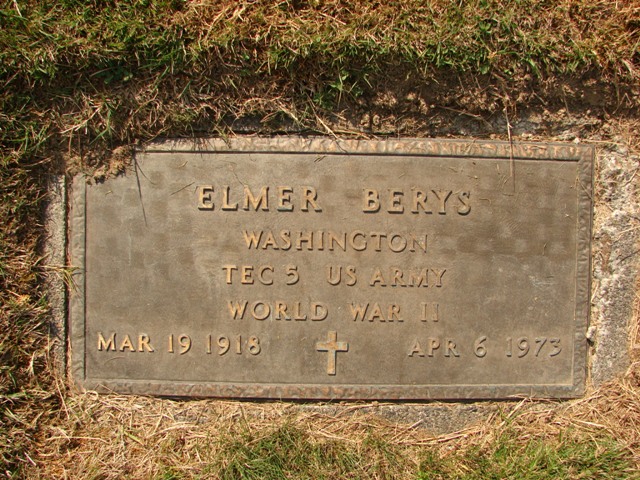 ELMER BERYS
WASHINGTON
TEC 5 US ARMY
WORLD WAR II
MAR 19 1918 APR 6 1973